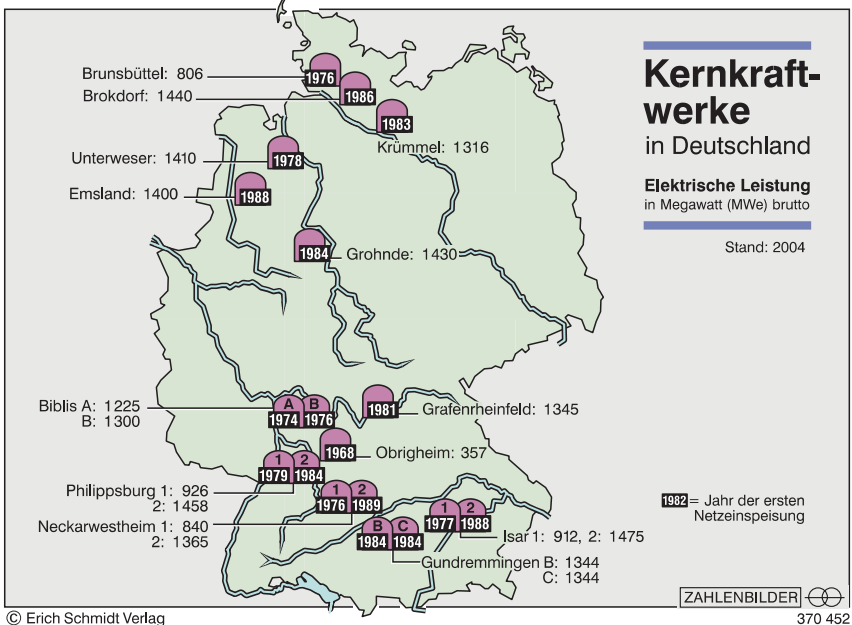 Kernkraft-
werke
in Deutschland
Elektrische Leistung
in Megawatt (MWe) brutto
Stand: 2004
Brunsbüttel: 806
1976
Brokdorf: 1440
1986
1983
Krümmel: 1316
Unterweser: 1410
1978
Emsland: 1400
1988
1984
Grohnde: 1430
Biblis A: 1225
B: 1300
A B
1974 1976
1981
Grafenrheinfeld: 1345
1968
Obrigheim: 357
1 2
1979 1984
Philippsburg 1: 926
2: 1458
1 2
1976 1989
Neckarwestheim 1: 840
2: 1365
1 2
1977 1988
Isar 1: 912, 2: 1475
B C
1984 1984
Gundremmingen B: 1344
C: 1344
1982 = Jahr der ersten
Netzeinspeisung
ZAHLENBILDER
© Erich Schmidt Verlag
370 452